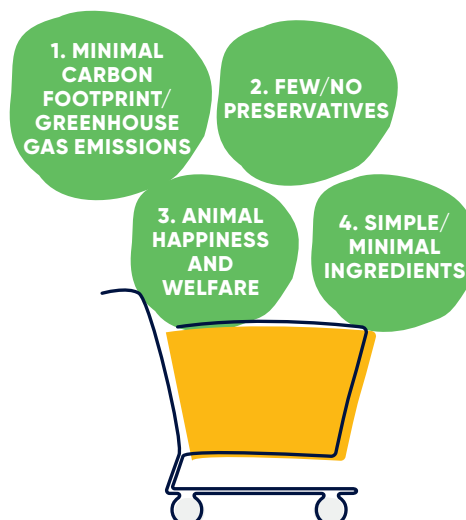 1. MINIMAL
CARBON
FOOTPRINT/
GREENHOUSE
GAS EMISSIONS
2. FEW/NO
PRESERVATIVES
3. ANIMAL
HAPPINESS
AND
WELFARE
4. SIMPLE/
MINIMAL
INGREDIENTS